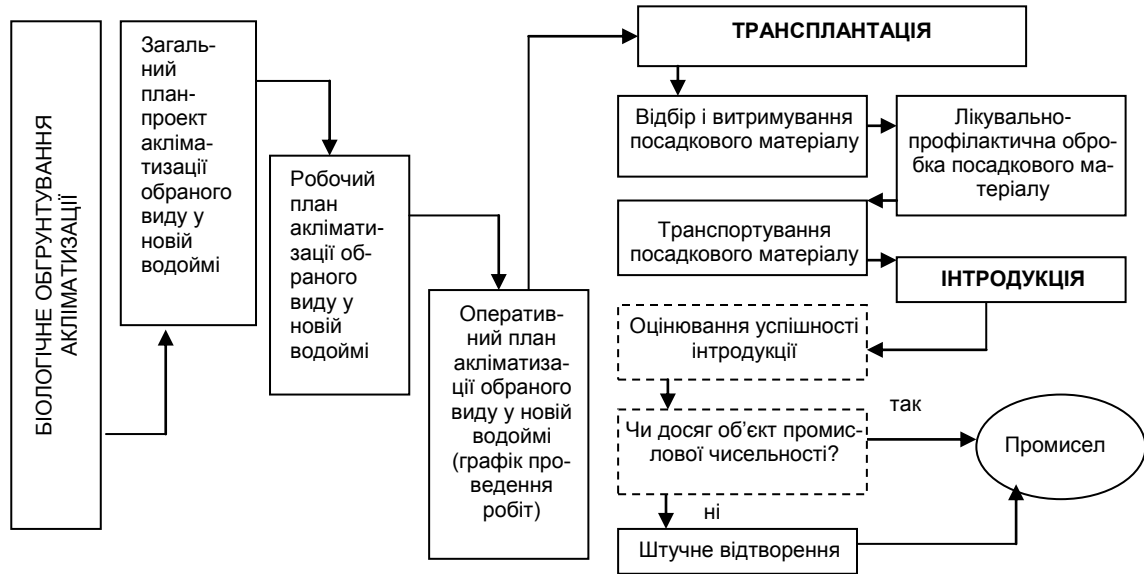 БІОЛОГІЧНЕ ОБГРУНТУВАННЯ
АКЛІМАТИЗАЦІЇ
Загаль-
ний
план-
проект
акліма-
тизації
обраного
виду у
новій
водоймі
Робочий
план
аклімати-
зації об-
раного
виду у
новій
водоймі
Оператив-
ний план
акліматиза-
ції обраного
виду у новій
водоймі
(графік про-
ведення
робіт)
ТРАНСПЛАНТАЦІЯ
Відбір і витримування
посадкового матеріалу
Лікувально-
профілактична обро-
бка посадкового ма-
теріалу
Транспортування
посадкового матеріалу
ІНТРОДУКЦІЯ
Оцінювання успішності
інтродукції
Чи досяг об’єкт промис-
лової чисельності?
так
Промисел
ні
Штучне відтворення